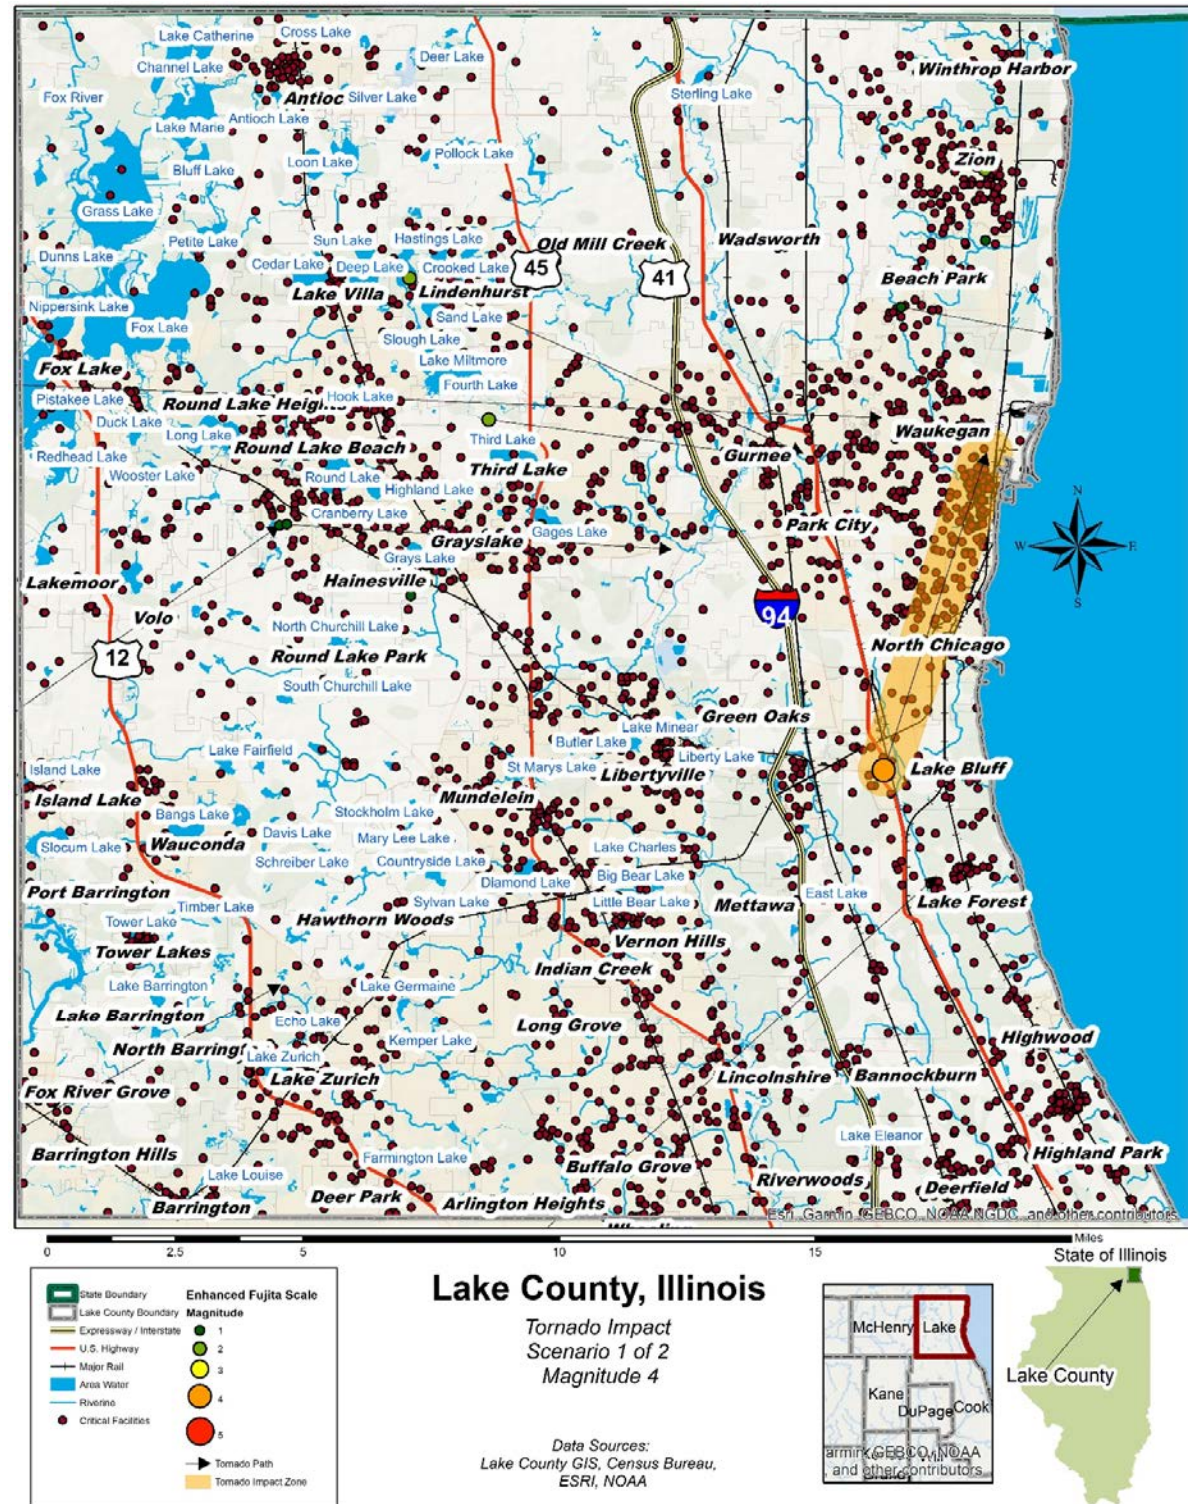 Lake Catherine
Cross Lake
Channel Lake
Deer Lake
Winthrop Harbor
Fox River
Antioc
Silver Lake
Sterling Lake
Antioch Lake
Lake Marie
Pollock Lake
Zion
Loon Lake
Bluff Lake
Grass Lake
Petite Lake
Sun Lake
Hastings Lake
Old Mill Creek
Wadsworth
Dunns Lake
Cedar Lake
Deep Lake
Crooked Lake
45
41
Beach Park
Lake Villa
Lindenhurst
Nippersink Lake
Sand Lake
Fox Lake
Slough Lake
Lake Miltmore
Fox Lake
Fourth Lake
Pistakee Lake
Round Lake Heights
Hook Lake
Duck Lake
Waukegan
Long Lake
Round Lake Beach
Third Lake
Redhead Lake
Gurnee
Wooster Lake
Round Lake
Third Lake
Highland Lake
Cranberry Lake
Park City
Gages Lake
Grayslake
Grays Lake
N
W
E
S
Lakemoor
Hainesville
94
Volo
North Churchill Lake
North Chicago
12
Round Lake Park
South Churchill Lake
Green Oaks
Lake Minear
Lake Fairfield
Butler Lake
Liberty Lake
Island Lake
St Marys Lake
Libertyville
Lake Bluff
Island Lake
Mundelein
Bangs Lake
Stockholm Lake
Davis Lake
Mary Lee Lake
Slocum Lake
Wauconda
Lake Charles
Schreiber Lake
Countryside Lake
Big Bear Lake
Port Barrington
Diamond Lake
East Lake
Timber Lake
Sylvan Lake
Little Bear Lake
Mettawa
Lake Forest
Tower Lake
Hawthorn Woods
Vernon Hills
Tower Lakes
Indian Creek
Lake Barrington
Lake Germaine
Lake Barrington
Echo Lake
Long Grove
Highwood
North Barringt
Kemper Lake
Lake Zurich
Lake Zurich
Lincolnshire
Bannockburn
Fox River Grove
Lake Eleanor
Barrington Hills
Farmington Lake
Highland Park
Lake Louise
Buffalo Grove
Riverwoods
Deerfield
Deer Park
Arlington Heights
Barrington
Esri, Garmin, GEBCO, NOAA NGDC, and other contributors
Wheeling
0
2.5
5
10
15
Miles
State of Illinois
State Boundary
Lake County Boundary
Expressway / Interstate
U.S. Highway
Major Rail
Area Water
Riverine
Critical Facilities
Enhanced Fujita Scale
Magnitude
1
2
3
4
5
Tornado Path
Tornado Impact Zone
Lake County, Illinois
Tornado Impact
Scenario 1 of 2
Magnitude 4
Data Sources:
Lake County GIS, Census Bureau,
ESRI, NOAA
McHenry
Lake
Kane
DuPage
Cook
Will
armin, GEBCO, NOAA
, and other contributors
Lake County